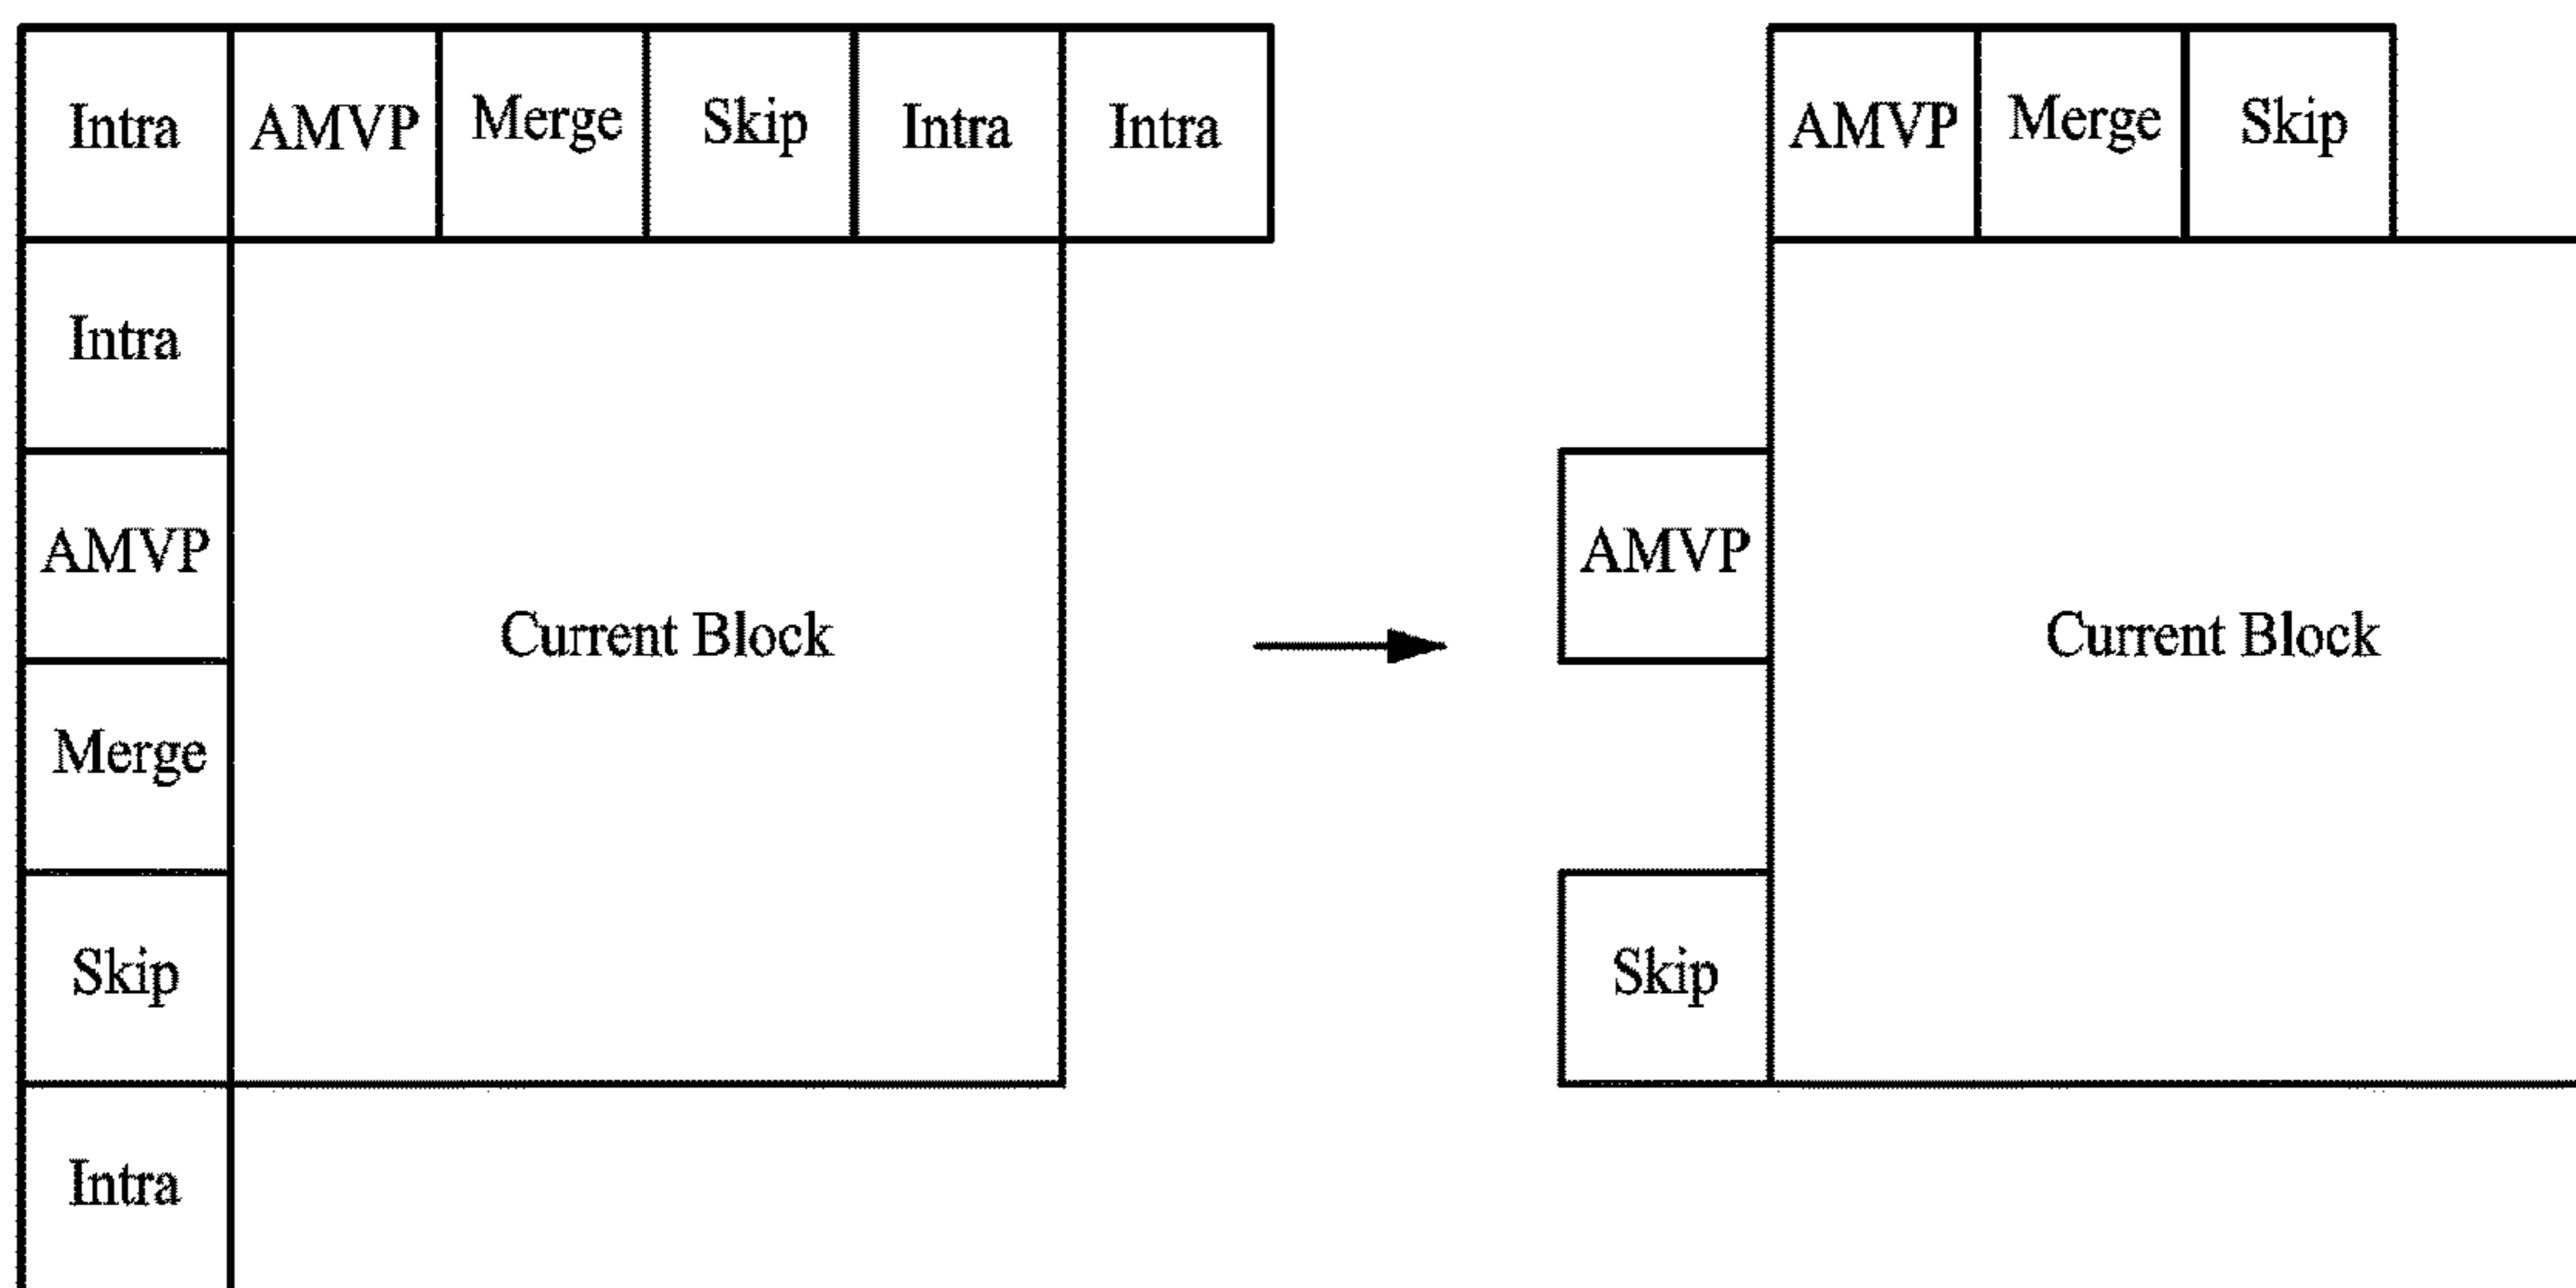 Intra AMVP Merge Skip Intra Intra
Intra
AMVP
Current Block
Merge
Skip
Intra
AMVP Merge Skip
AMVP
Current Block
Skip